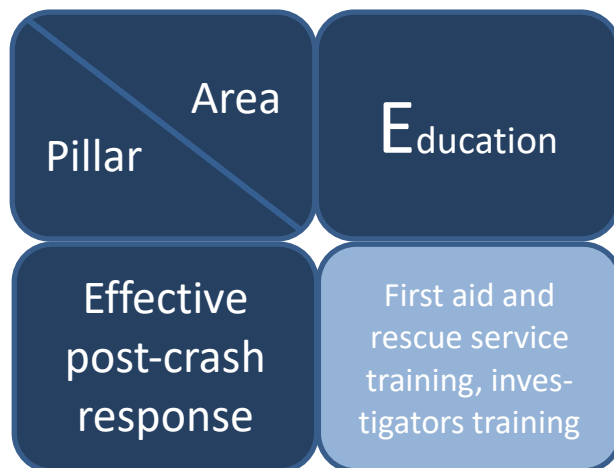 Area
Pillar
Education
Effective
post-crash
response
First aid and
rescue service
training, inves-
tigators training